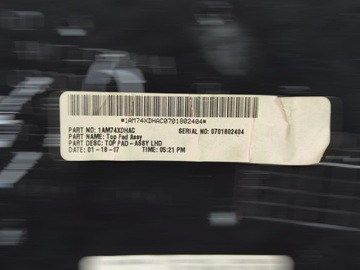 *1AM74XDHAC0701802404*
PART NO: 1AM74XDHAC SERIAL NO: 0701802404
PART NAME: Top Pad Assy
PART DESC: TOP PAD-ASSY LHD
DATE: 01-18-17 TIME: 05:21 PM